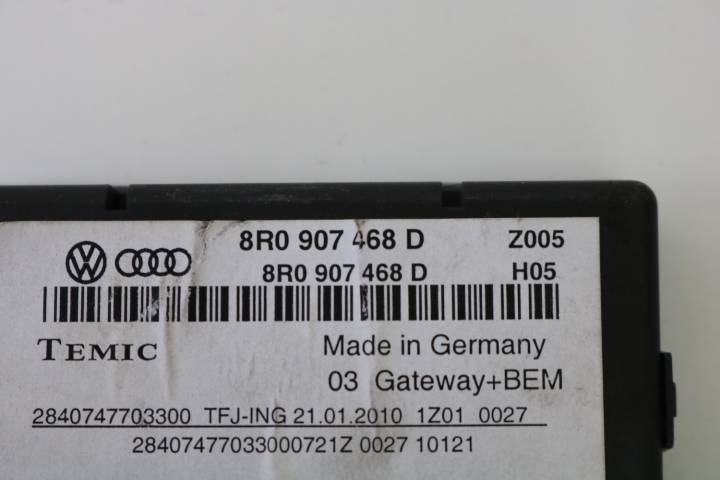 8R0 907 468 D Z005
8R0 907 468 D H05
TEMIC Made in Germany
03 Gateway+BEM
2840747703300 TFJ-ING 21.01.2010 1Z01 0027
28407477033000721Z 0027 10121